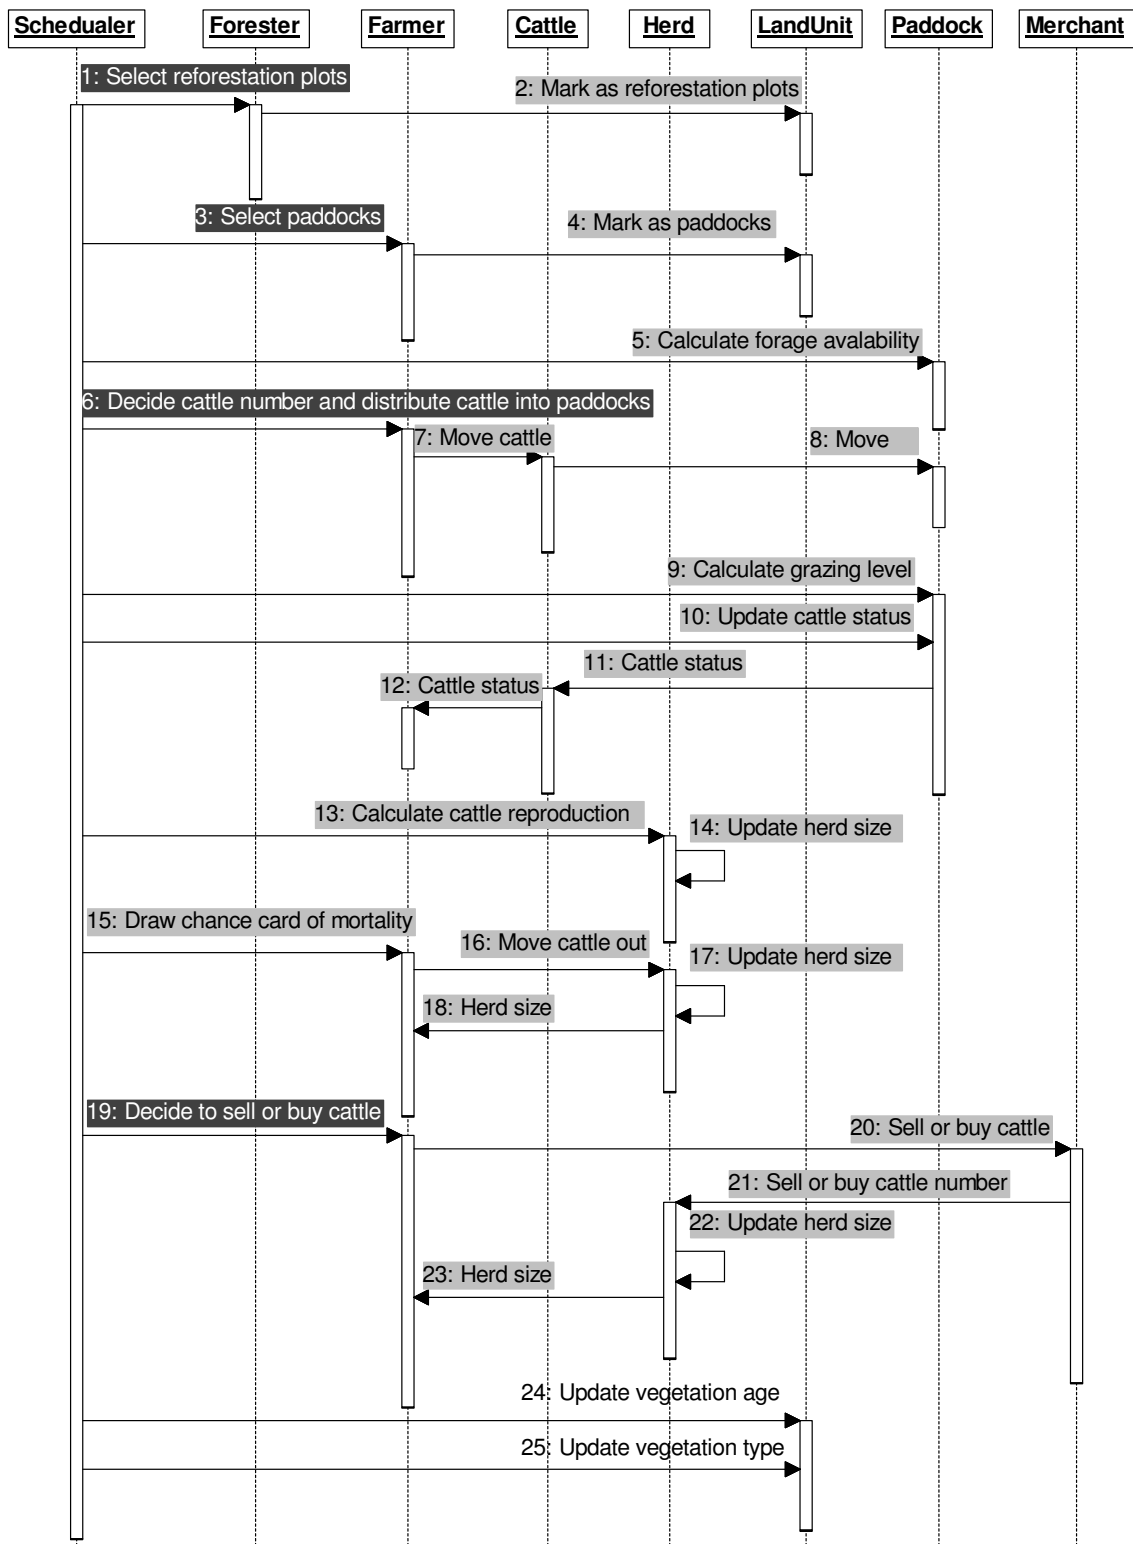 Schedualer
Forester
Farmer
Cattle
Herd
LandUnit
Paddock
Merchant
1: Select reforestation plots
2: Mark as reforestation plots
3: Select paddocks
4: Mark as paddocks
5: Calculate forage avalability
6: Decide cattle number and distribute cattle into paddocks
7: Move cattle
8: Move
9: Calculate grazing level
10: Update cattle status
11: Cattle status
12: Cattle status
13: Calculate cattle reproduction
14: Update herd size
15: Draw chance card of mortality
16: Move cattle out
17: Update herd size
18: Herd size
19: Decide to sell or buy cattle
20: Sell or buy cattle
21: Sell or buy cattle number
22: Update herd size
23: Herd size
24: Update vegetation age
25: Update vegetation type